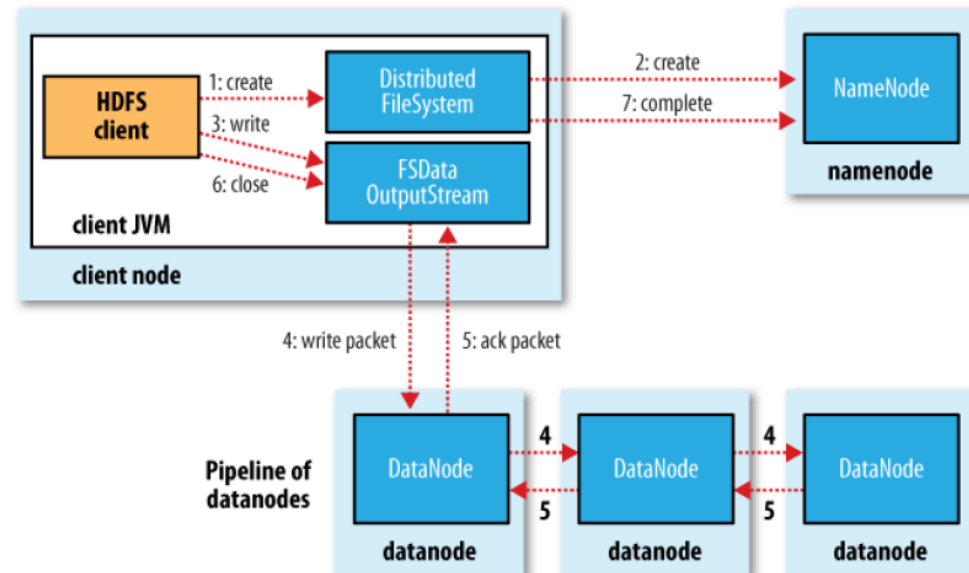 HDFS
client
1: create
3: write
6: close
Distributed
FileSystem
FSData
OutputStream
client JVM
client node
2: create
7: complete
NameNode
namenode
4: write packet
5: ack packet
Pipeline of
datanodes
DataNode
datanode
4
5
DataNode
datanode
4
5
DataNode
datanode